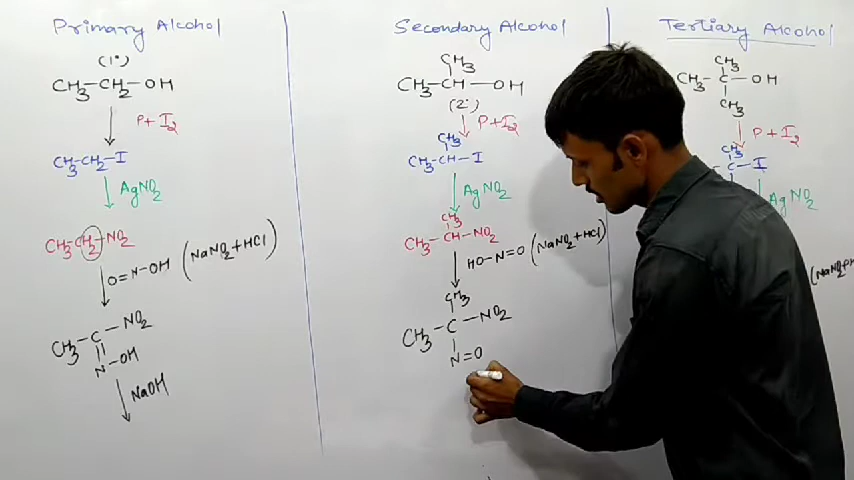 Primary Alcohol
(1°)
CH3-CH2-OH
P+I2
CH3-CH2-I
AgNO2
CH3-CH2-NO2
O=N-OH (NaNO2+HCl)
CH3-C-NO2
N-OH
NaOH
Secondary Alcohol
CH3
CH3-CH-OH
(2°)
P+I2
CH3
CH3-CH-I
AgNO2
CH3
CH3-CH-NO2
HO-N=O (NaNO2+HCl)
CH3
CH3-C-NO2
N=O
Tertiary Alcohol
CH3
CH3-C-OH
CH3
P+I2
CH3
-C-I
AgNO2